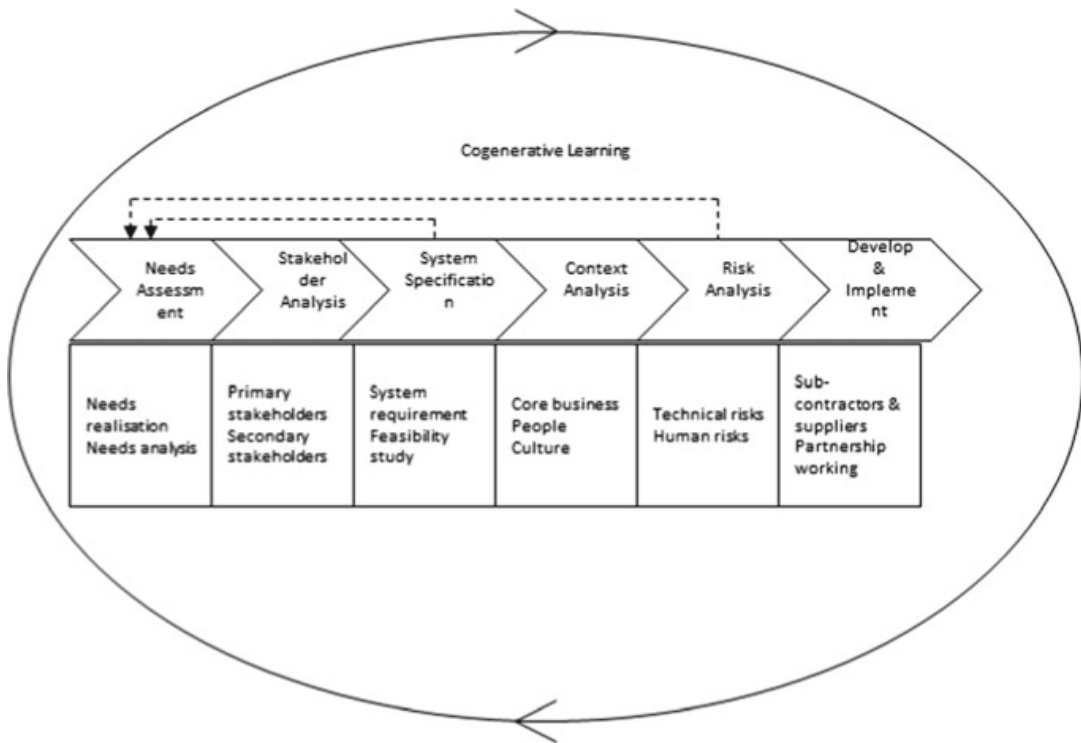 Cogenerative Learning
Needs
Assessm
ent
Stakehol
der
Analysis
System
Specificatio
n
Context
Analysis
Risk
Analysis
Develop
&
Impleme
nt
Needs
realisation
Needs analysis
Primary
stakeholders
Secondary
stakeholders
System
requirement
Feasibility
study
Core business
People
Culture
Technical risks
Human risks
Sub-
contractors &
suppliers
Partnership
working